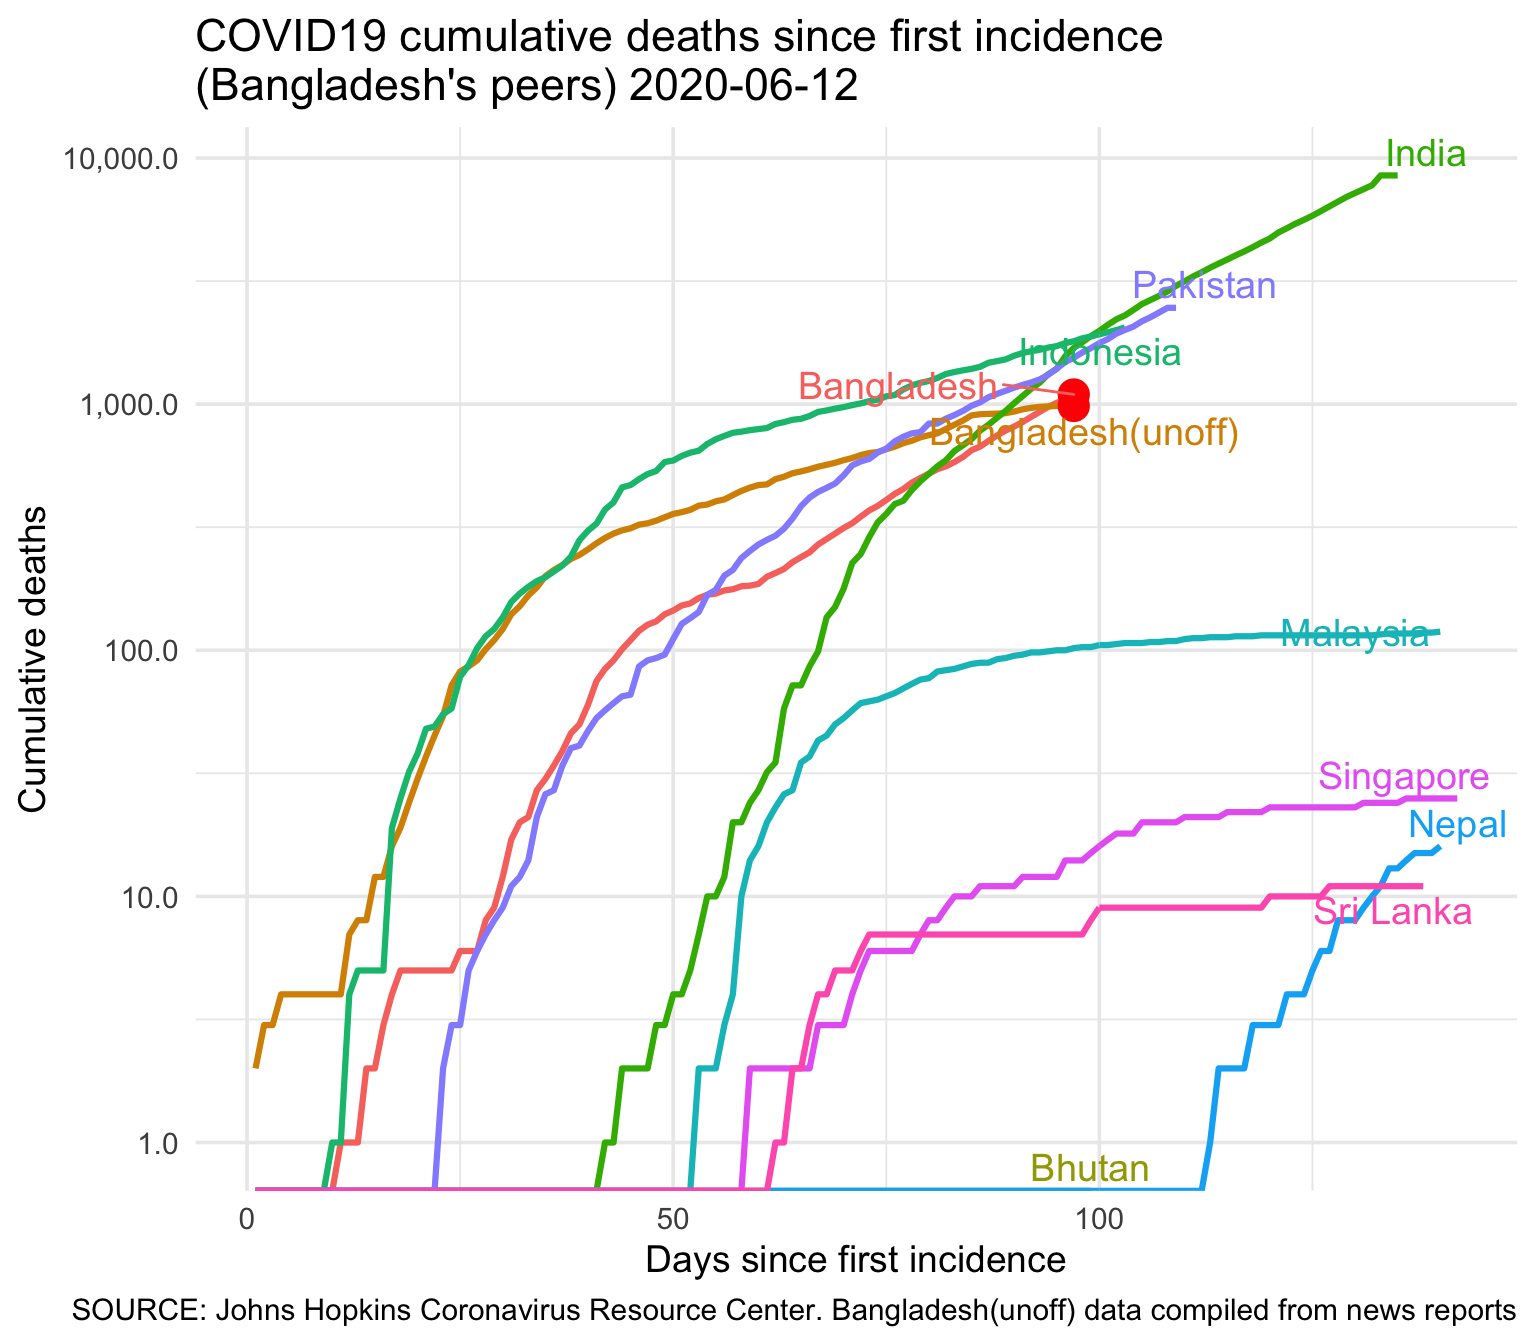 COVID19 cumulative deaths since first incidence
(Bangladesh's peers) 2020-06-12
10,000.0
1,000.0
100.0
10.0
1.0
Cumulative deaths
India
Pakistan
Indonesia
Bangladesh
Bangladesh(unoff)
Malaysia
Singapore
Nepal
Sri Lanka
Bhutan
0
50
100
Days since first incidence
SOURCE: Johns Hopkins Coronavirus Resource Center. Bangladesh(unoff) data compiled from news reports